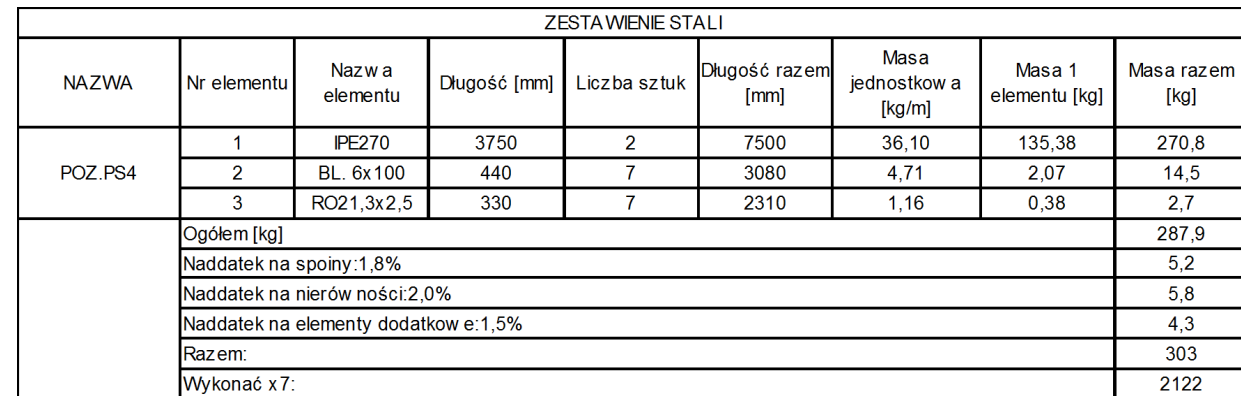 ZESTAWIENIE STALI
NAZWA Nr elementu Nazwa elementu Długość [mm] Liczba sztuk Długość razem [mm] Masa jednostkowa [kg/m] Masa 1 elementu [kg] Masa razem [kg]
POZ.PS4 1 IPE270 3750 2 7500 36,10 135,38 270,8
2 BL. 6x100 440 7 3080 4,71 2,07 14,5
3 RO21,3x2,5 330 7 2310 1,16 0,38 2,7
Ogółem [kg] 287,9
Naddatek na spoiny:1,8% 5,2
Naddatek na nierówności:2,0% 5,8
Naddatek na elementy dodatkowe:1,5% 4,3
Razem: 303
Wykonać x7: 2122